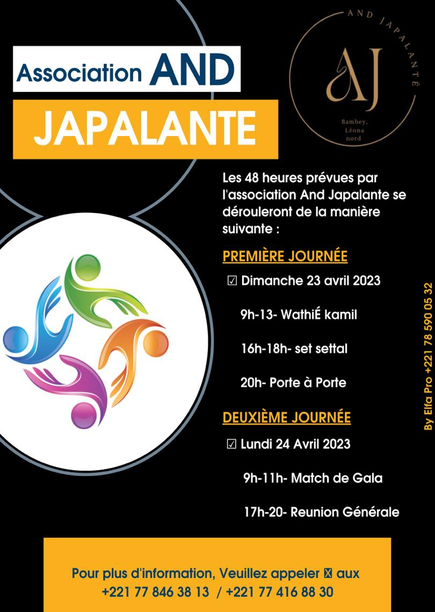 Association AND
JAPALANTE
AND JAPALANTÉ
AJ
Bambey,
Léona
nord
Les 48 heures prévues par
l'association And Japalante se
dérouleront de la manière
suivante :
PREMIÈRE JOURNÉE
☑ Dimanche 23 avril 2023
9h-13- WathiÉ kamil
16h-18h- set settal
20h- Porte à Porte
DEUXIÈME JOURNÉE
☑ Lundi 24 Avril 2023
9h-11h- Match de Gala
17h-20- Reunion Générale
By Elfa Pro +221 78 590 05 32
Pour plus d'information, Veuillez appeler ☒ aux
+221 77 846 38 13 / +221 77 416 88 30